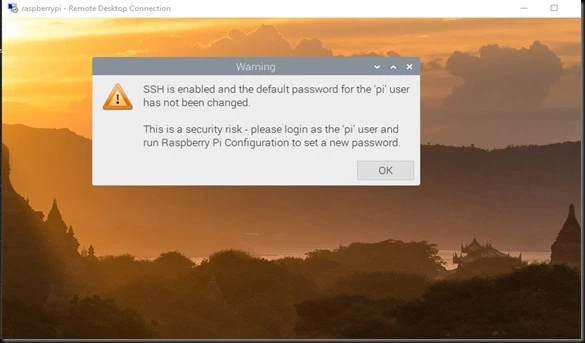 raspberrypi - Remote Desktop Connection
Warning
SSH is enabled and the default password for the 'pi' user
has not been changed.
This is a security risk - please login as the 'pi' user and
run Raspberry Pi Configuration to set a new password.
OK